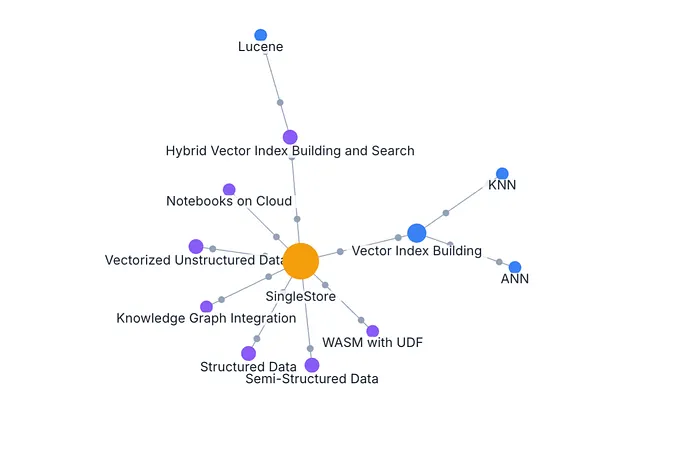 Lucene
Hybrid Vector Index Building and Search
KNN
Notebooks on Cloud
Vector Index Building
Vectorized Unstructured Data
ANN
SingleStore
Knowledge Graph Integration
WASM with UDF
Structured Data
Semi-Structured Data